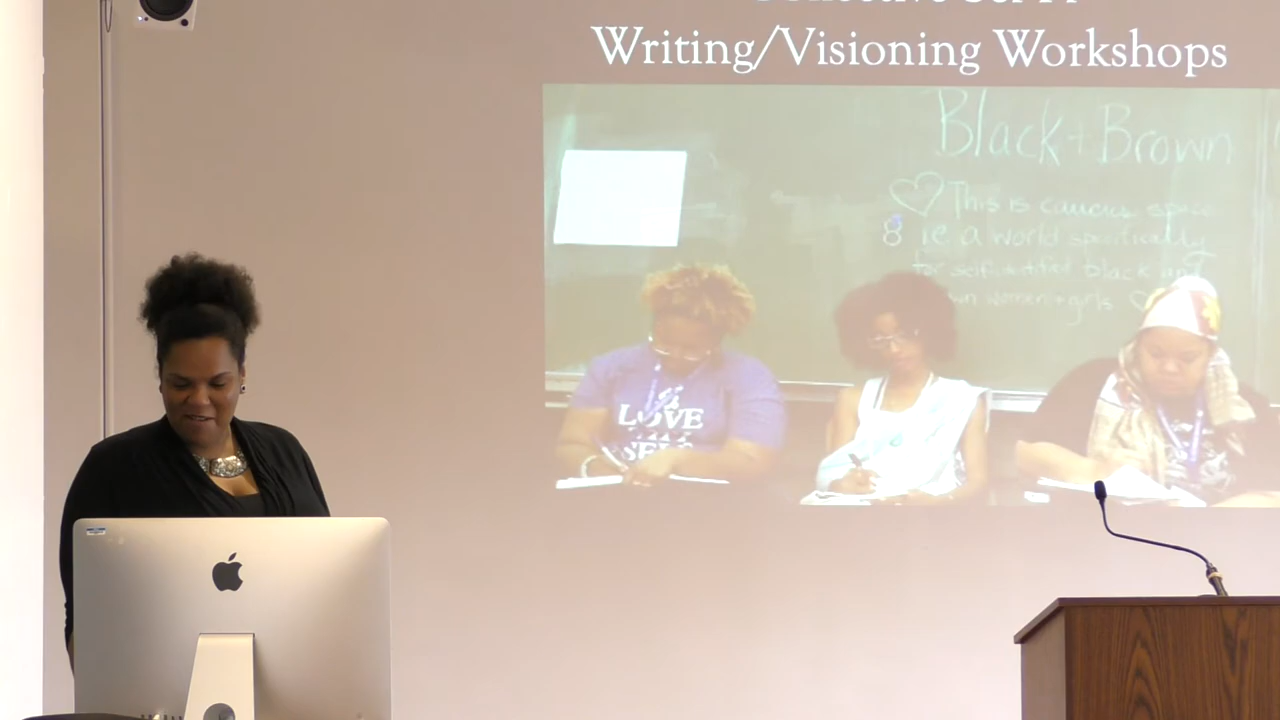 Writing/Visioning Workshops
Black + Brown
This is caucus space
ie a world specifically
for self identified black and
women + girls
LOVE
SELF